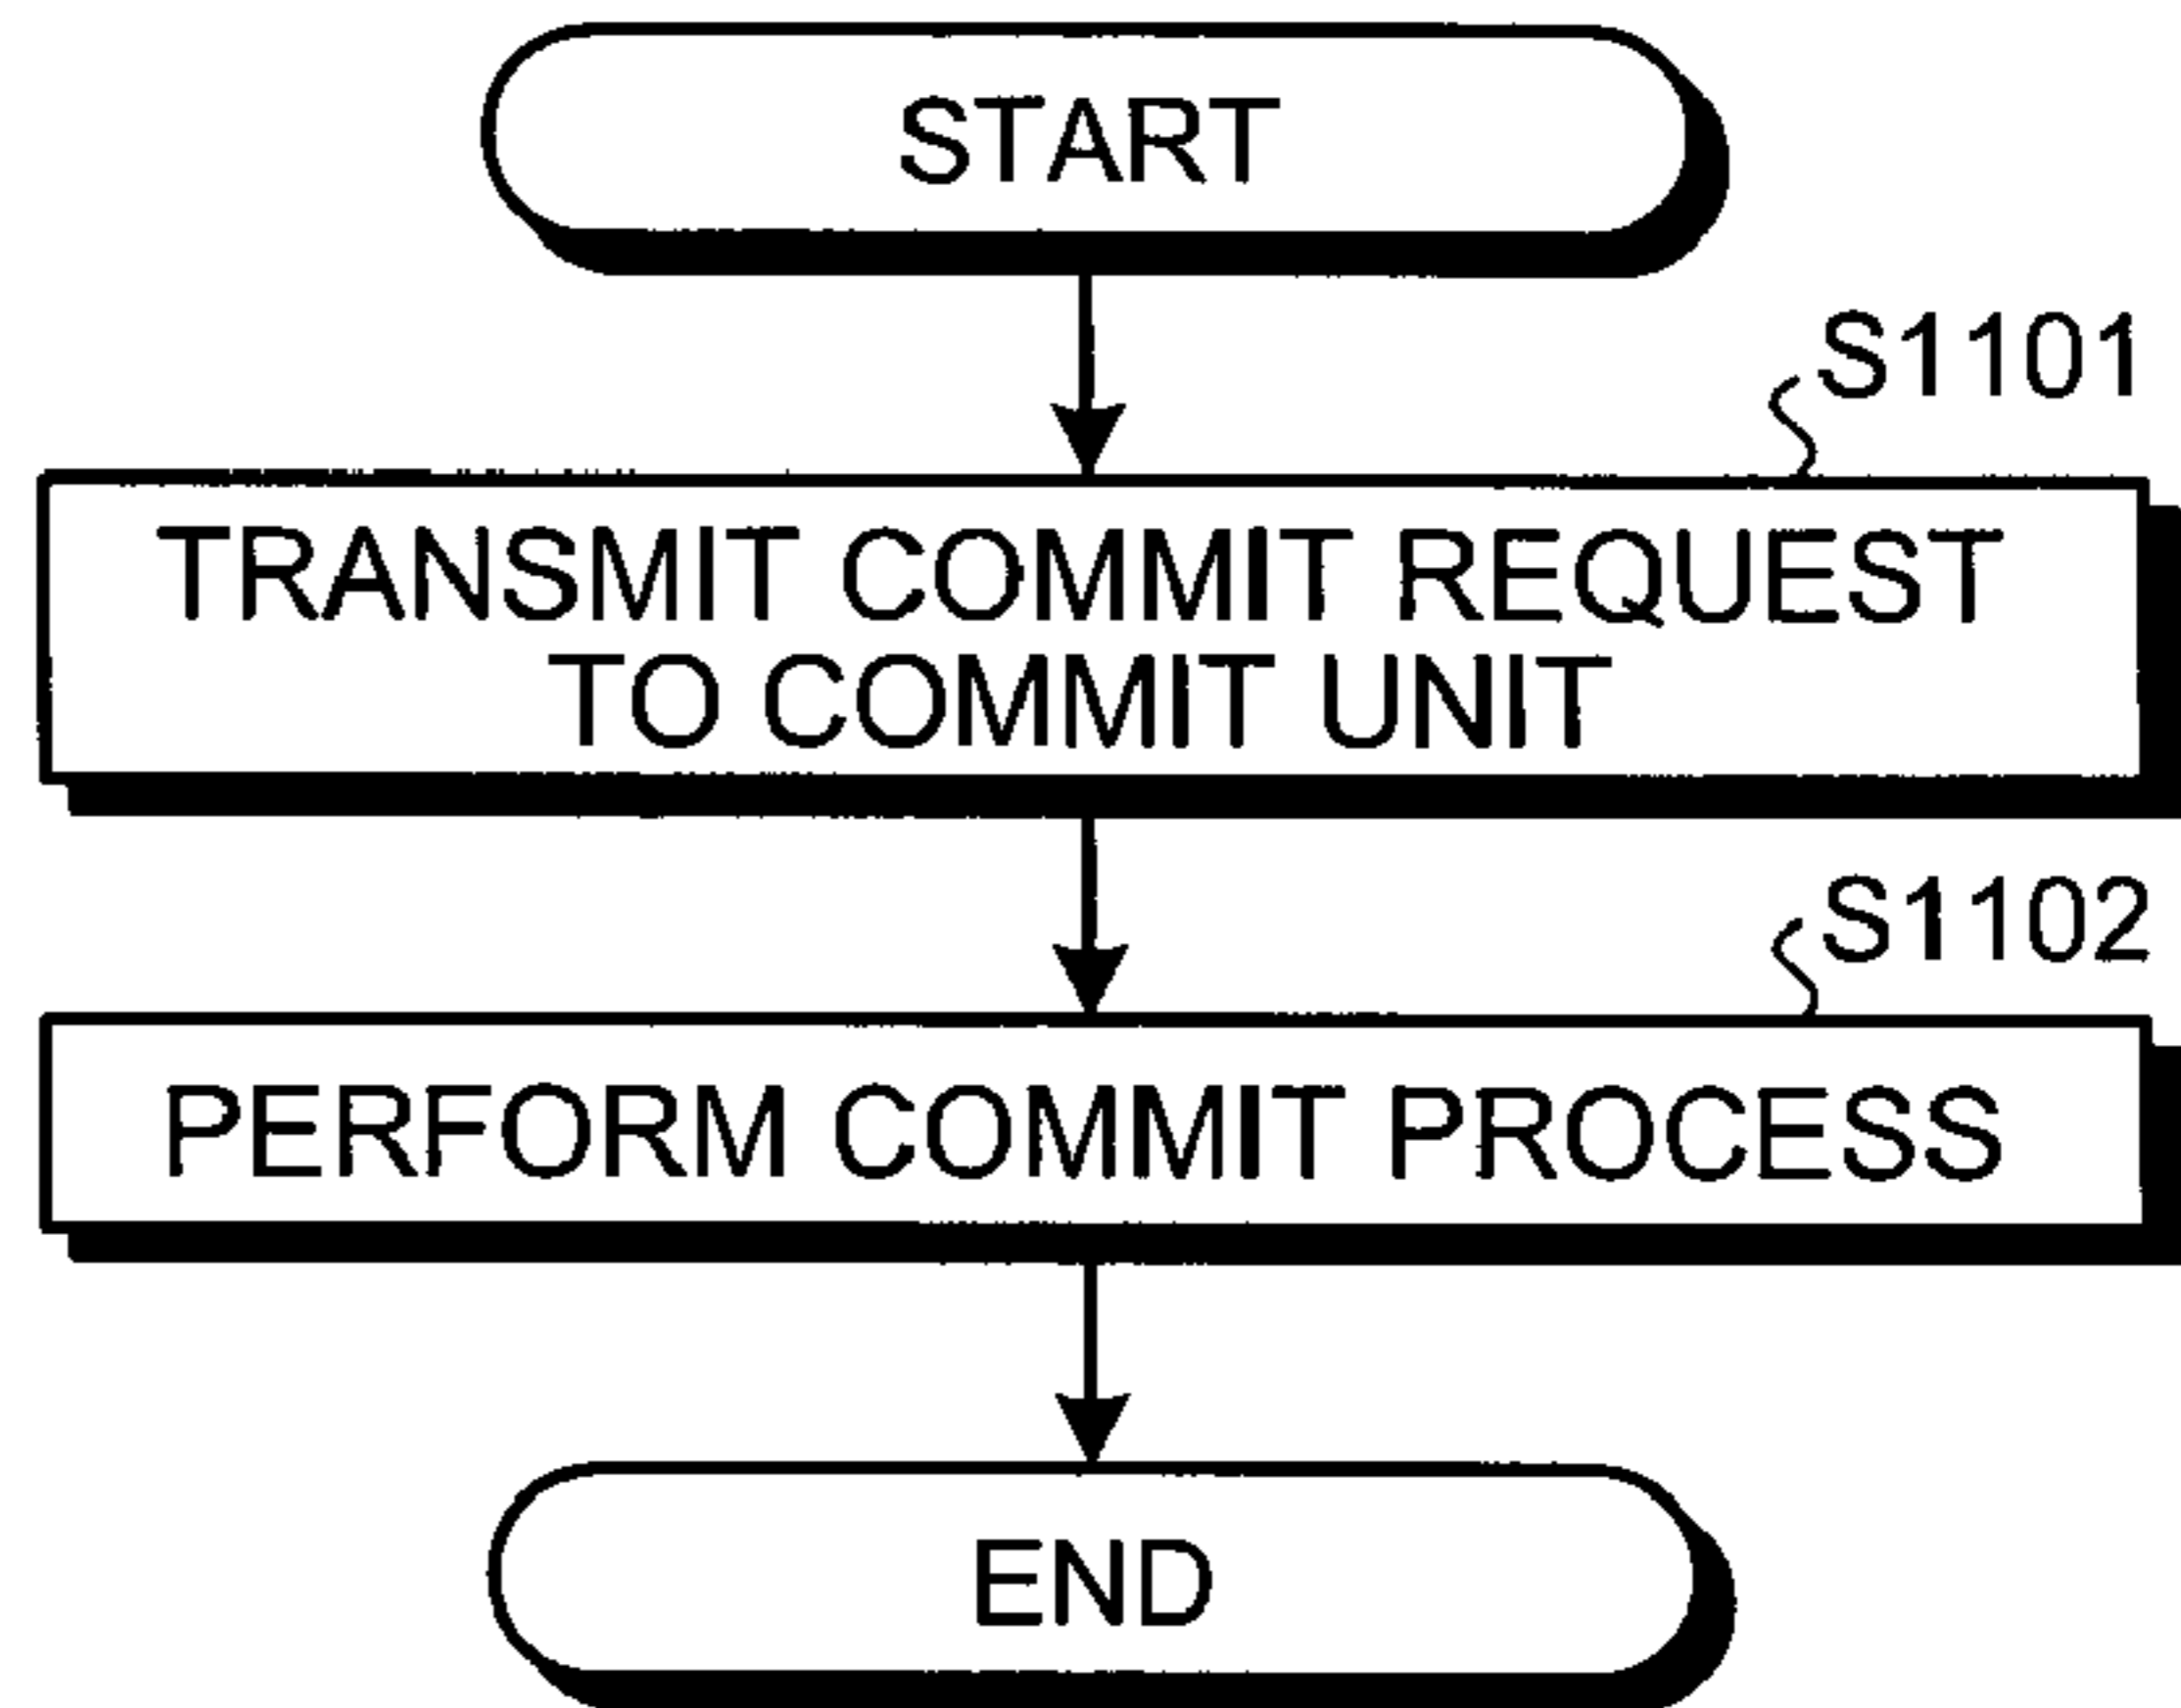 START
S1101
TRANSMIT COMMIT REQUEST
TO COMMIT UNIT
S1102
PERFORM COMMIT PROCESS
END